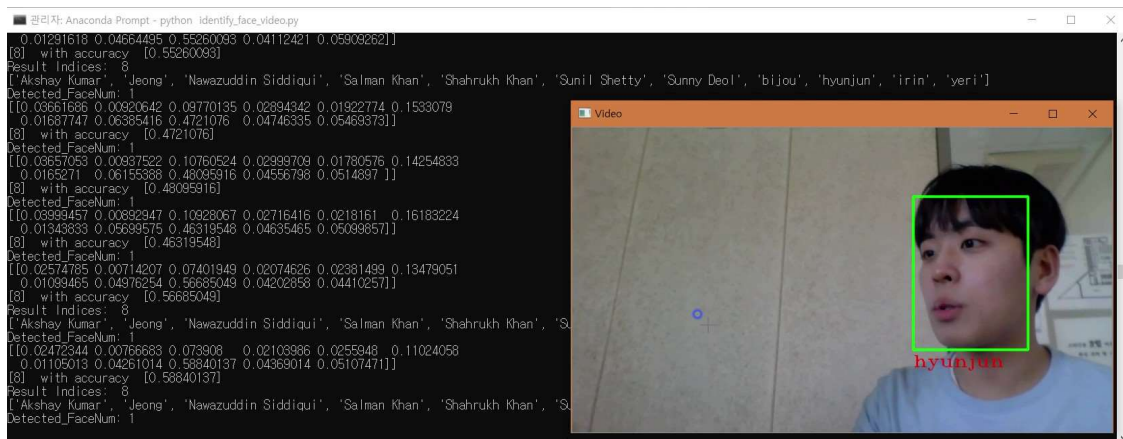 관리자: Anaconda Prompt - python identify_face_video.py
0.01291618 0.04664495 0.55260093 0.04112421 0.05909262]]
[8] with accuracy [0.55260093]
Result Indices: 8
['Akshay Kumar', 'Jeong', 'Nawazuddin Siddiqui', 'Salman Khan', 'Shahrukh Khan', 'Sunil Shetty', 'Sunny Deol', 'bijou', 'hyunjun', 'irin', 'yeri']
Detected_FaceNum: 1
[[0.03661686 0.00920642 0.09770135 0.02894342 0.01922774 0.1533079
0.01687747 0.06385416 0.4721076 0.04746335 0.05469373]]
[8] with accuracy [0.4721076]
Detected_FaceNum: 1
[[0.03657053 0.00937522 0.10760524 0.02999709 0.01780576 0.14254833
0.0165271 0.06155388 0.48095916 0.04556798 0.0514897 ]]
[8] with accuracy [0.48095916]
Detected_FaceNum: 1
[[0.03999457 0.00892947 0.10928067 0.02716416 0.0218161 0.16183224
0.01343833 0.05699575 0.46319548 0.04635465 0.05099857]]
[8] with accuracy [0.46319548]
Detected_FaceNum: 1
[[0.02574785 0.00714207 0.07401949 0.02074626 0.02381499 0.13479051
0.01099465 0.04976254 0.56685049 0.04202858 0.04410257]]
[8] with accuracy [0.56685049]
Result Indices: 8
['Akshay Kumar', 'Jeong', 'Nawazuddin Siddiqui', 'Salman Khan', 'Shahrukh Khan', 'Su
Detected_FaceNum: 1
[[0.02472344 0.00766683 0.073908 0.02103986 0.0255948 0.11024058
0.01105013 0.04261014 0.58840137 0.04369014 0.05107471]]
[8] with accuracy [0.58840137]
Result Indices: 8
['Akshay Kumar', 'Jeong', 'Nawazuddin Siddiqui', 'Salman Khan', 'Shahrukh Khan', 'Su
Detected_FaceNum: 1
Video
hyunjun